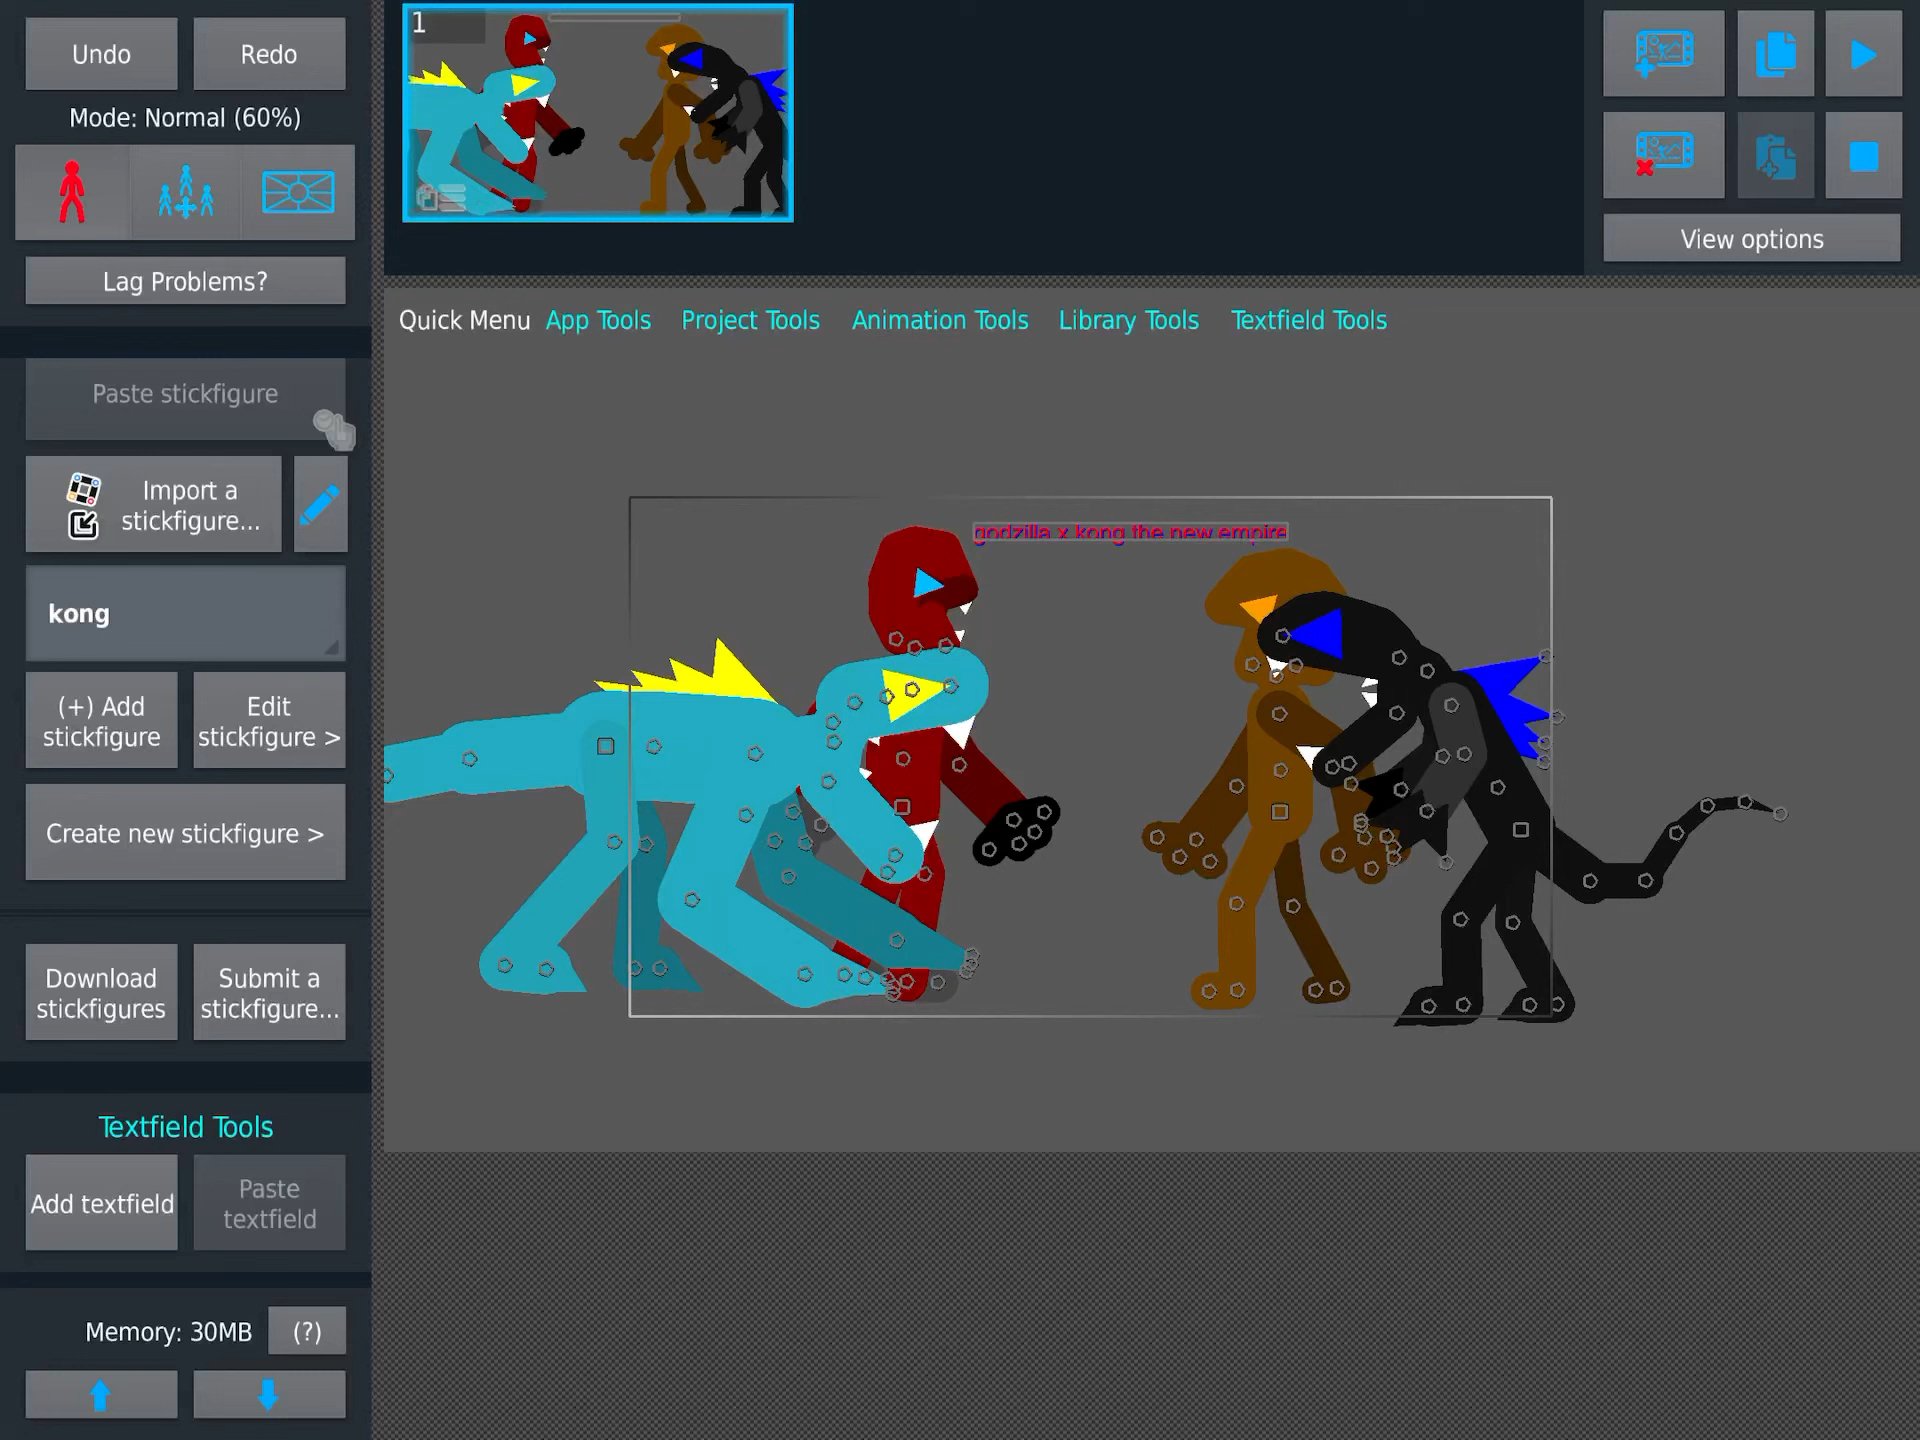 Undo
Redo
Mode: Normal (60%)
Lag Problems?
Paste stickfigure
Import a
stickfigure...
kong
(+) Add
stickfigure
Edit
stickfigure >
Create new stickfigure >
Download
stickfigures
Submit a
stickfigure...
Textfield Tools
Add textfield
Paste
textfield
Memory: 30MB
(?)
1
View options
Quick Menu
App Tools
Project Tools
Animation Tools
Library Tools
Textfield Tools
godzilla x kong the new empire